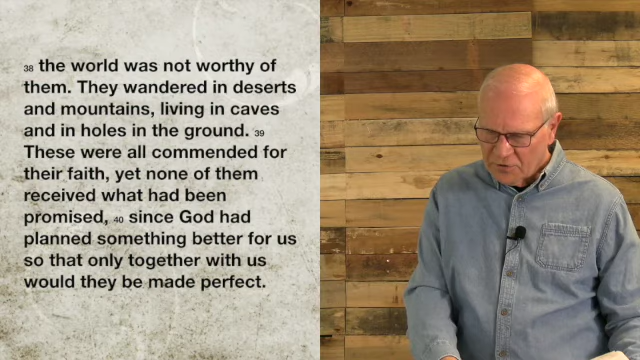 38 the world was not worthy of
them. They wandered in deserts
and mountains, living in caves
and in holes in the ground. 39
These were all commended for
their faith, yet none of them
received what had been
promised, 40 since God had
planned something better for us
so that only together with us
would they be made perfect.